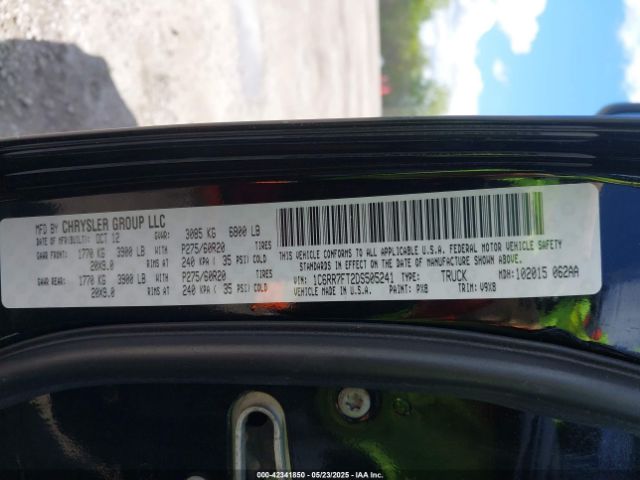 MFD BY CHRYSLER GROUP LLC
DATE OF MFR(BUILT): OCT 12 GVWR: 3085 KG 6800 LB
GAWR FRONT: 1770 KG 3900 LB WITH P275/60R20 TIRES
20X9.0 RIMS AT 240 KPA ( 35 PSI) COLD
GAWR REAR: 1770 KG 3900 LB WITH P275/60R20 TIRES
20X9.0 RIMS AT 240 KPA ( 35 PSI) COLD
THIS VEHICLE CONFORMS TO ALL APPLICABLE U.S.A. FEDERAL MOTOR VEHICLE SAFETY
STANDARDS IN EFFECT ON THE DATE OF MANUFACTURE SHOWN ABOVE.
VIN: 1C6RR7FT2DS505241 TYPE: TRUCK MDH: 102015 062AA
VEHICLE MADE IN U.S.A. PAINT: PX8 TRIM: V9X8
000-42341850 - 05/23/2025 - IAAI, Inc.